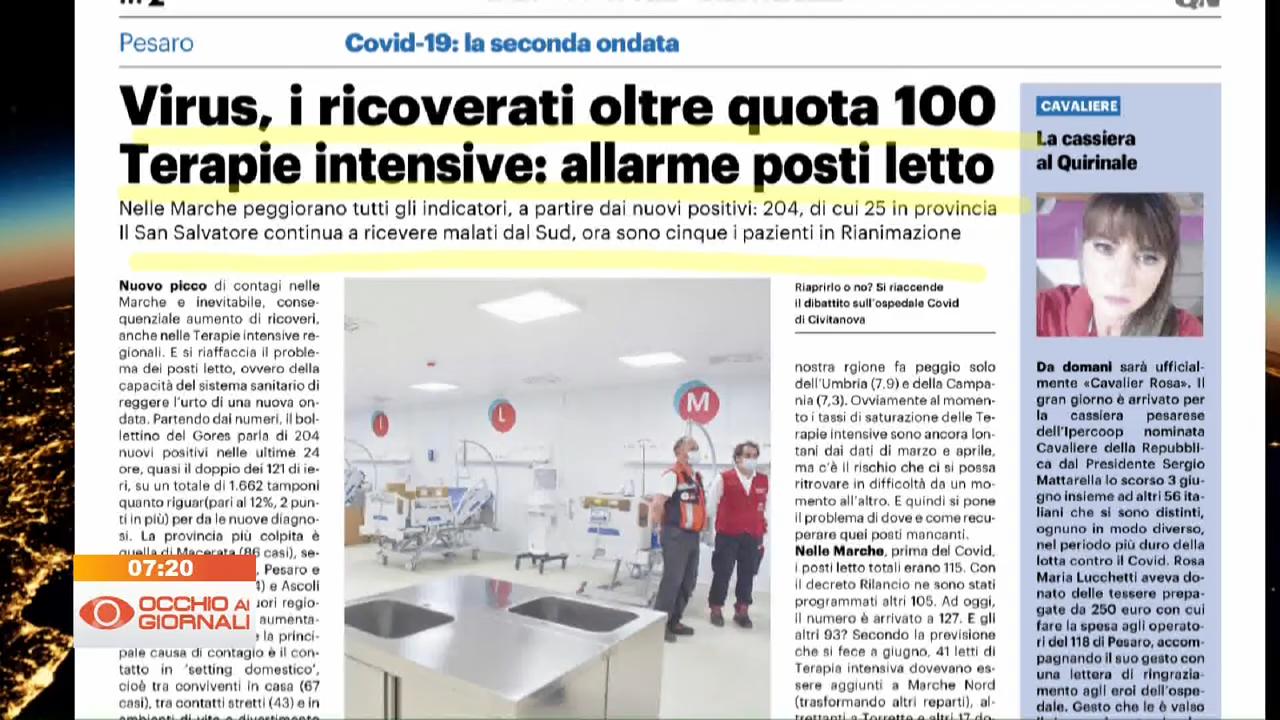 Pesaro
Covid-19: la seconda ondata
Virus, i ricoverati oltre quota 100
Terapie intensive: allarme posti letto
Nelle Marche peggiorano tutti gli indicatori, a partire dai nuovi positivi: 204, di cui 25 in provincia
Il San Salvatore continua a ricevere malati dal Sud, ora sono cinque i pazienti in Rianimazione
Nuovo picco di contagi nelle
Marche e inevitabile, conse-
quenziale aumento di ricoveri,
anche nelle Terapie intensive re-
gionali. E si riaffaccia il proble-
ma dei posti letto, ovvero della
capacità del sistema sanitario di
reggere l'urto di una nuova on-
data. Partendo dai numeri, il bol-
lettino del Gores parla di 204
nuovi positivi nelle ultime 24
ore, quasi il doppio dei 121 di ie-
ri, su un totale di 1.662 tamponi
quanto riguar(pari al 12%, 2 pun-
ti in più) per da le nuove diagno-
si. La provincia più colpita è
quella di Macerata (86 casi), se-
, Pesaro e
4) e Ascoli
uori regio-
aumenta-
e la princi-
pale causa di contagio è il con-
tatto in 'setting domestico',
cioè tra conviventi in casa (67
casi), tra contatti stretti (43) e in
ambienti di vita e divertimento
I
L
M
Riaprirlo o no? Si riaccende
il dibattito sull'ospedale Covid
di Civitanova
nostra rgione fa peggio solo
dell'Umbria (7.9) e della Campa-
nia (7,3). Ovviamente al momen-
to i tassi di saturazione delle Te-
rapie intensive sono ancora lon-
tani dai dati di marzo e aprile,
ma c'è il rischio che ci si possa
ritrovare in difficoltà da un mo-
mento all'altro. E quindi si pone
il problema di dove e come recu-
perare quei posti mancanti.
Nelle Marche, prima del Covid,
i posti letto totali erano 115. Con
il decreto Rilancio ne sono stati
programmati altri 105. Ad oggi,
il numero è arrivato a 127. E gli
altri 93? Secondo la previsione
che si fece a giugno, 41 letti di
Terapia intensiva dovevano es-
sere aggiunti a Marche Nord
(trasformando altri reparti), al-
trettanti a Torrette e altri 17 do-
CAVALIERE
La cassiera
al Quirinale
Da domani sarà ufficial-
mente «Cavalier Rosa». Il
gran giorno è arrivato per
la cassiera pesarese
dell'Ipercoop nominata
Cavaliere della Repubbli-
ca dal Presidente Sergio
Mattarella lo scorso 3 giu-
gno insieme ad altri 56 ita-
liani che si sono distinti,
ognuno in modo diverso,
nel periodo più duro della
lotta contro il Covid. Rosa
Maria Lucchetti aveva do-
nato delle tessere prepa-
gate da 250 euro con cui
fare la spesa agli operato-
ri del 118 di Pesaro, accom-
pagnando il suo gesto con
una lettera di ringrazia-
mento agli eroi dell'ospe-
dale. Gesto che le è valso
07:20
OCCHIO AI
GIORNALI